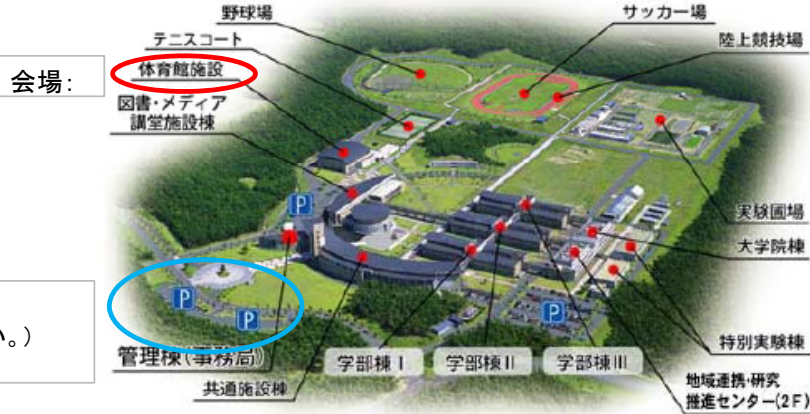 野球場
サッカー場
テニスコート
陸上競技場
会場:
体育館施設
図書・メディア
講堂施設棟
P
実験圃場
大学院棟
P
P
P
い。)
特別実験棟
管理棟(事務局)
学部棟Ⅰ
学部棟Ⅱ
学部棟Ⅲ
共通施設棟
地域連携・研究
推進センター(2F)